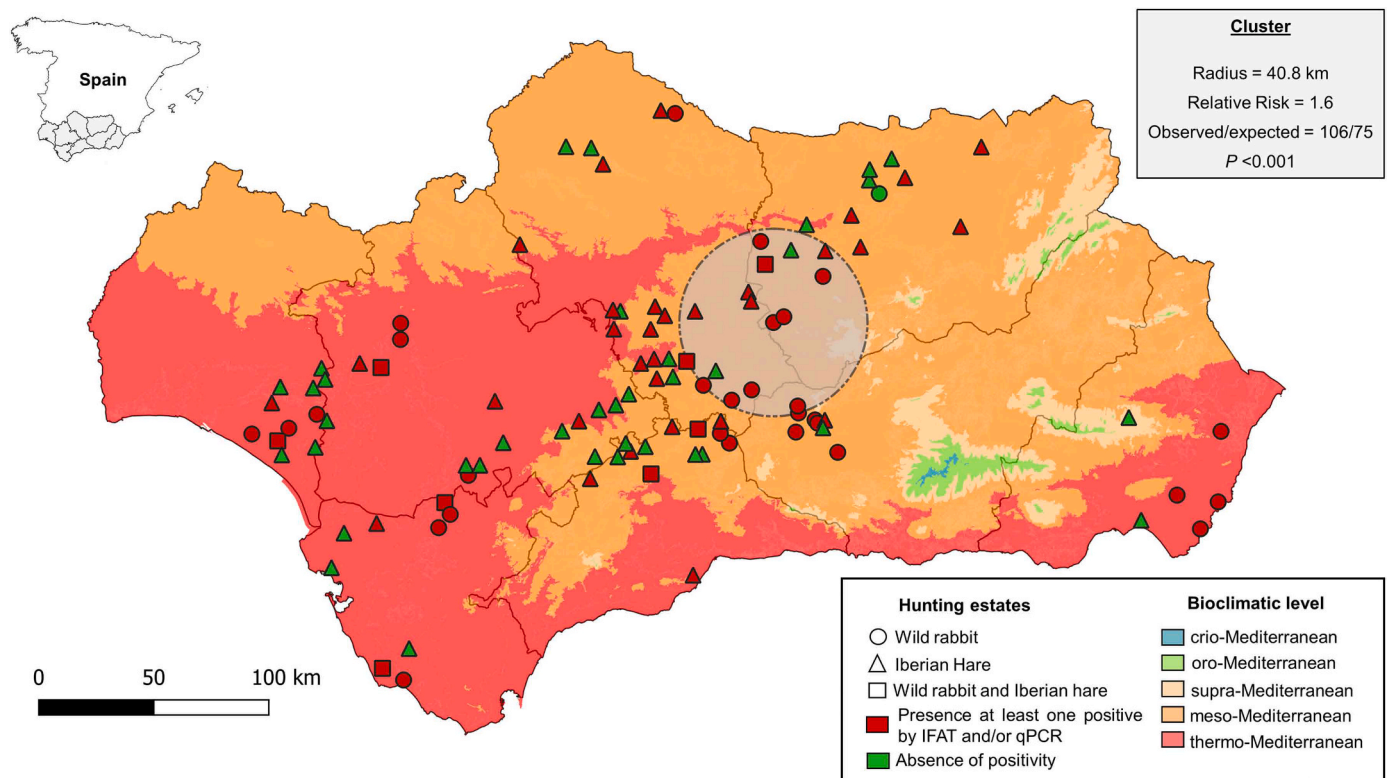 Spain
Cluster
Radius = 40.8 km
Relative Risk = 1.6
Observed/expected = 106/75
P <0.001
0 50 100 km
Hunting estates
Wild rabbit
Iberian Hare
Wild rabbit and Iberian hare
Presence at least one positive
by IFAT and/or qPCR
Absence of positivity
Bioclimatic level
crio-Mediterranean
oro-Mediterranean
supra-Mediterranean
meso-Mediterranean
thermo-Mediterranean